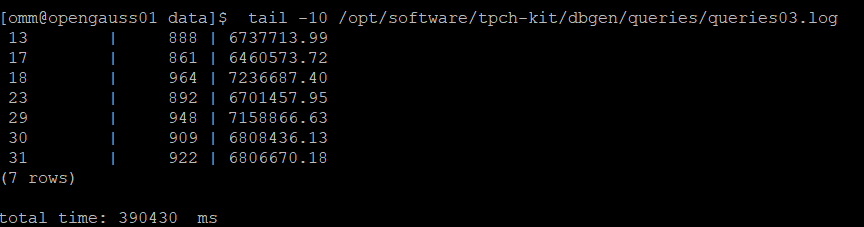 [omm@opengauss01 data]$  tail -10 /opt/software/tpch-kit/dbgen/queries/queries03.log
 13         |     888 | 6737713.99
 17         |     861 | 6460573.72
 18         |     964 | 7236687.40
 23         |     892 | 6701457.95
 29         |     948 | 7158866.63
 30         |     909 | 6808436.13
 31         |     922 | 6806670.18
(7 rows)

total time: 390430  ms